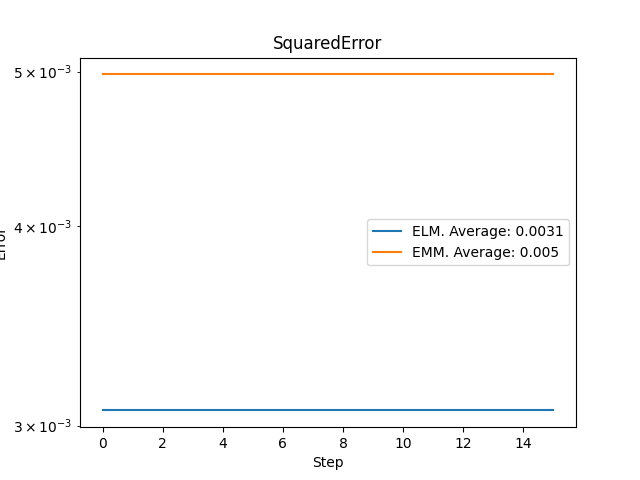 SquaredError
5 × 10⁻³
4 × 10⁻³
3 × 10⁻³
Error
ELM. Average: 0.0031
EMM. Average: 0.005
0 2 4 6 8 10 12 14
Step